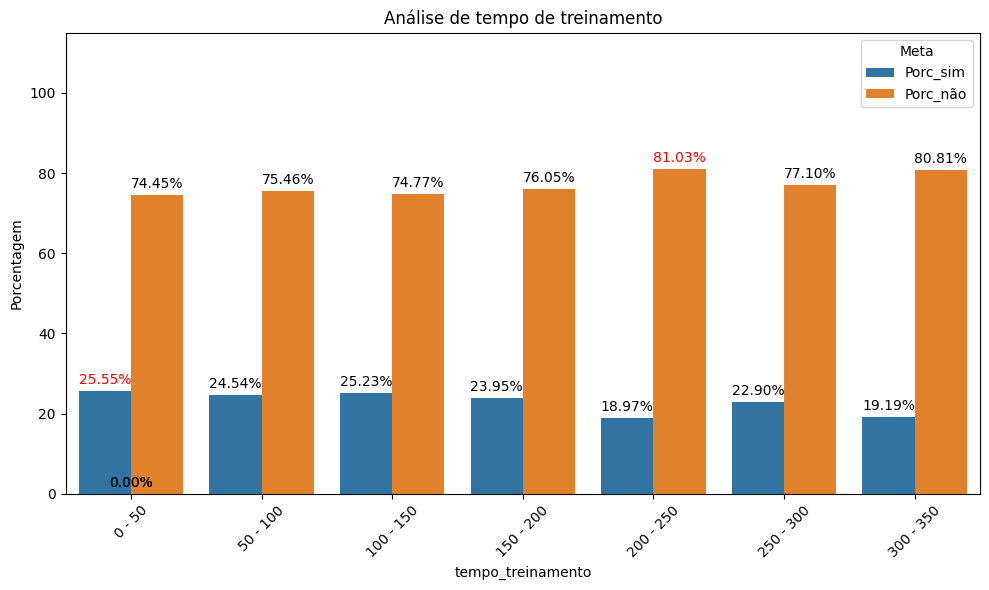 Análise de tempo de treinamento
Meta
Porc_sim
Porc_não
Porcentagem
100
80
60
40
20
0
25.55%
74.45%
24.54%
75.46%
25.23%
74.77%
23.95%
76.05%
18.97%
81.03%
22.90%
77.10%
19.19%
80.81%
0.00%
0 - 50
50 - 100
100 - 150
150 - 200
200 - 250
250 - 300
300 - 350
tempo_treinamento